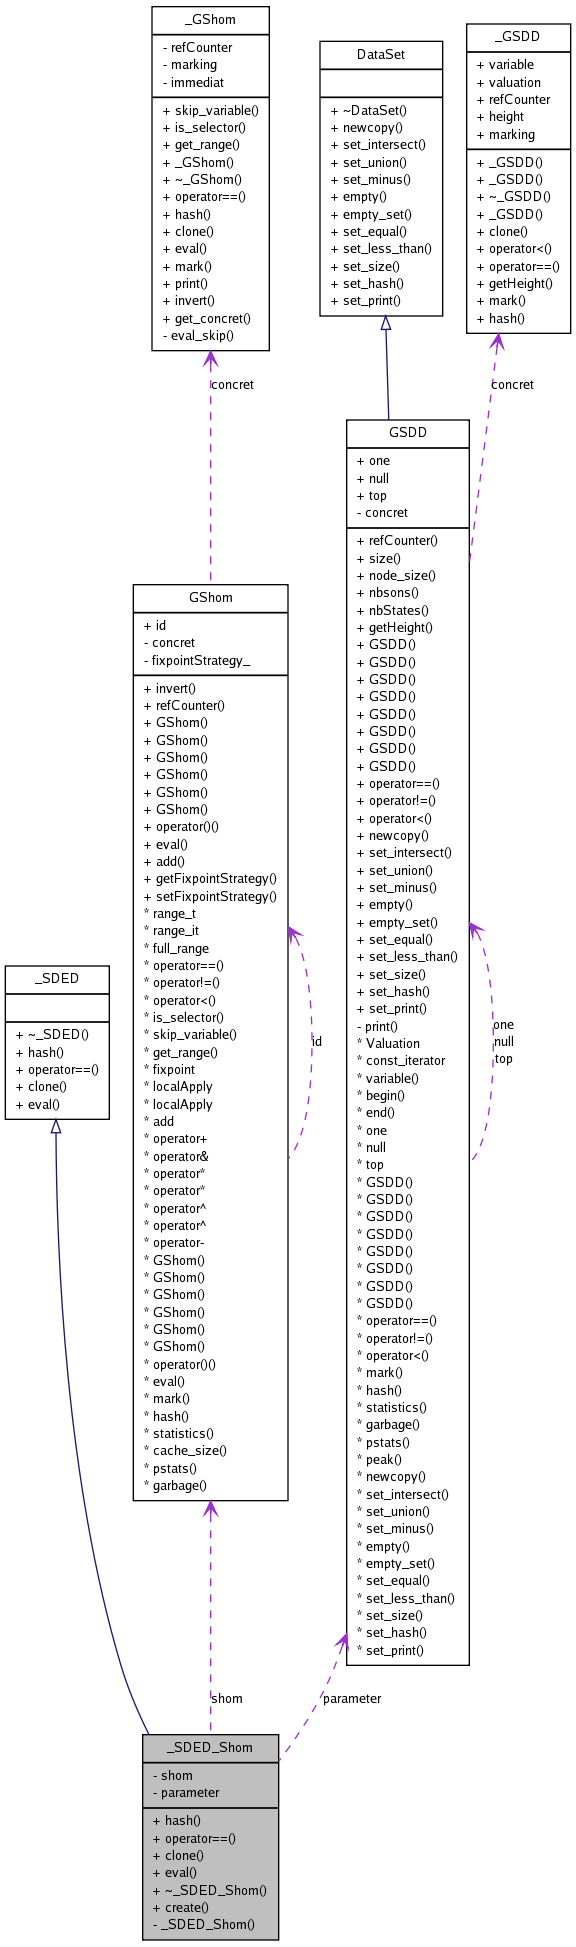 _GShom
- refCounter
- marking
- immediat
+ skip_variable()
+ is_selector()
+ get_range()
+ _GShom()
+ ~_GShom()
+ operator==()
+ hash()
+ clone()
+ eval()
+ mark()
+ print()
+ invert()
+ get_concret()
- eval_skip()
DataSet
+ ~DataSet()
+ newcopy()
+ set_intersect()
+ set_union()
+ set_minus()
+ empty()
+ empty_set()
+ set_equal()
+ set_less_than()
+ set_size()
+ set_hash()
+ set_print()
_GSDD
+ variable
+ valuation
+ refCounter
+ height
+ marking
+ _GSDD()
+ _GSDD()
+ ~_GSDD()
+ _GSDD()
+ clone()
+ operator<()
+ operator==()
+ getHeight()
+ mark()
+ hash()
concret
concret
GSDD
+ one
+ null
+ top
- concret
+ refCounter()
+ size()
+ node_size()
+ nbsons()
+ nbStates()
+ getHeight()
+ GSDD()
+ GSDD()
+ GSDD()
+ GSDD()
+ GSDD()
+ GSDD()
+ GSDD()
+ GSDD()
+ operator==()
+ operator!=()
+ operator<()
+ newcopy()
+ set_intersect()
+ set_union()
+ set_minus()
+ empty()
+ empty_set()
+ set_equal()
+ set_less_than()
+ set_size()
+ set_hash()
+ set_print()
- print()
* Valuation
* const_iterator
* variable()
* begin()
* end()
* one
* null
* top
* GSDD()
* GSDD()
* GSDD()
* GSDD()
* GSDD()
* GSDD()
* GSDD()
* GSDD()
* operator==()
* operator!=()
* operator<()
* mark()
* hash()
* statistics()
* garbage()
* pstats()
* peak()
* newcopy()
* set_intersect()
* set_union()
* set_minus()
* empty()
* empty_set()
* set_equal()
* set_less_than()
* set_size()
* set_hash()
* set_print()
one
null
top
GShom
+ id
- concret
- fixpointStrategy_
+ invert()
+ refCounter()
+ GShom()
+ GShom()
+ GShom()
+ GShom()
+ GShom()
+ GShom()
+ operator()()
+ eval()
+ add()
+ getFixpointStrategy()
+ setFixpointStrategy()
* range_t
* range_it
* full_range
* operator==()
* operator!=()
* operator<()
* is_selector()
* skip_variable()
* get_range()
* fixpoint
* localApply
* localApply
* add
* operator+
* operator&
* operator*
* operator*
* operator^
* operator^
* operator-
* GShom()
* GShom()
* GShom()
* GShom()
* GShom()
* GShom()
* operator()()
* eval()
* mark()
* hash()
* statistics()
* cache_size()
* pstats()
* garbage()
id
_SDED
+ ~_SDED()
+ hash()
+ operator==()
+ clone()
+ eval()
shom
parameter
_SDED_Shom
- shom
- parameter
+ hash()
+ operator==()
+ clone()
+ eval()
+ ~_SDED_Shom()
+ create()
- _SDED_Shom()